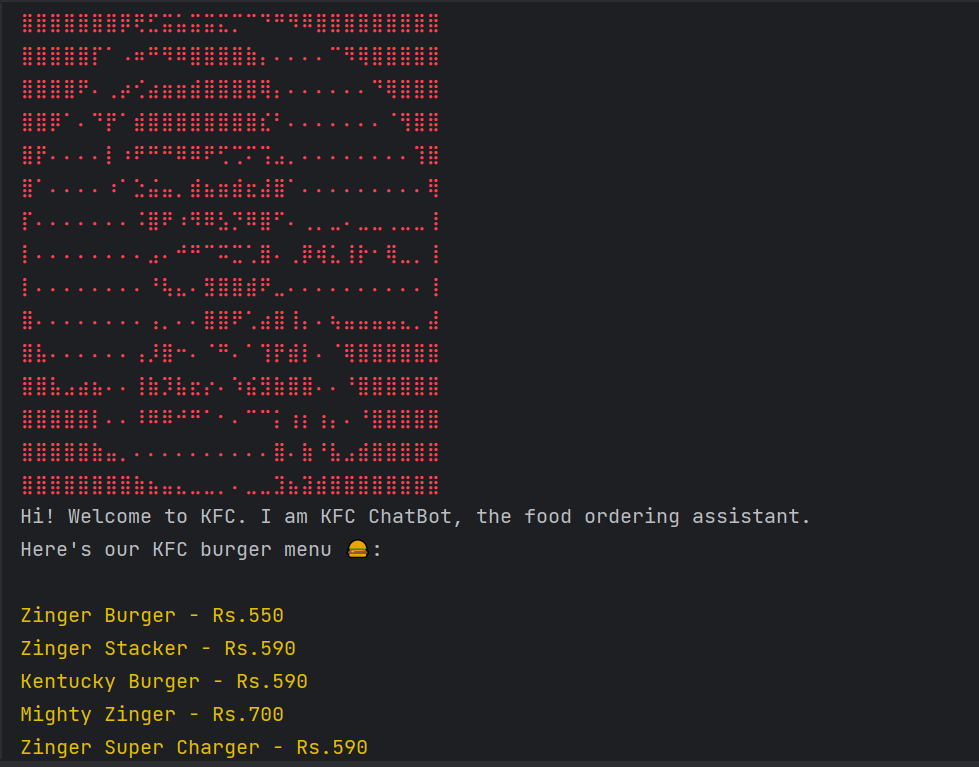 Hi! Welcome to KFC. I am KFC ChatBot, the food ordering assistant.
Here's our KFC burger menu 🍔:
Zinger Burger - Rs.550
Zinger Stacker - Rs.590
Kentucky Burger - Rs.590
Mighty Zinger - Rs.700
Zinger Super Charger - Rs.590